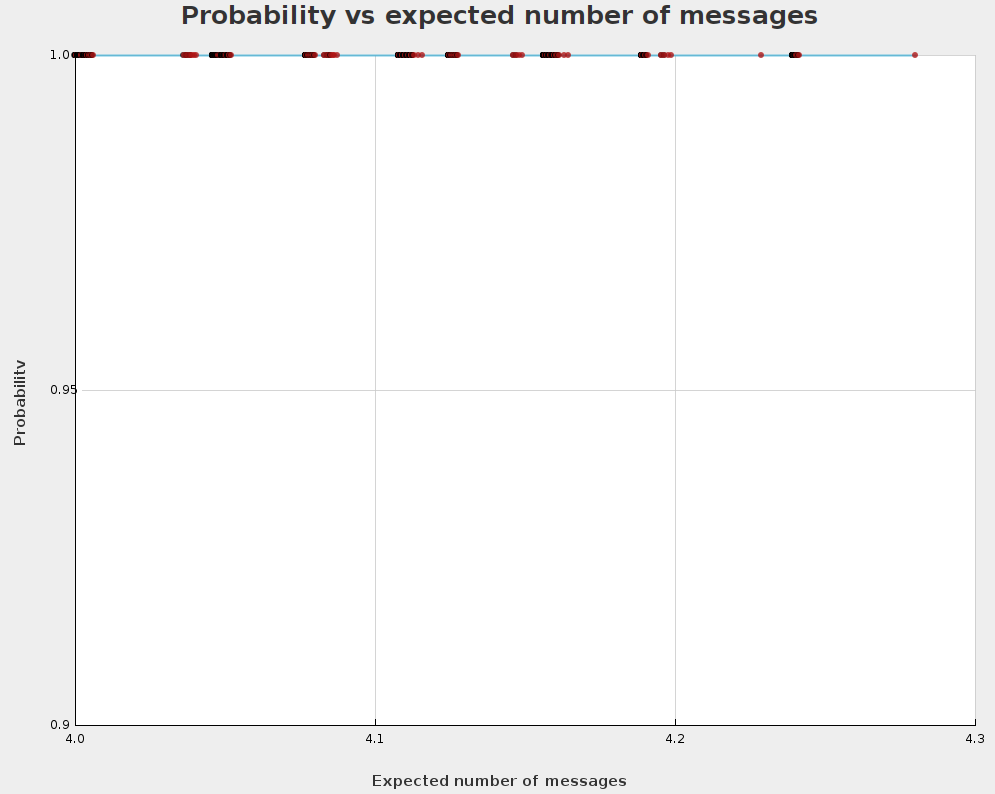 Probability vs expected number of messages
1.0
0.95
0.9
4.0 4.1 4.2 4.3
Probability
Expected number of messages